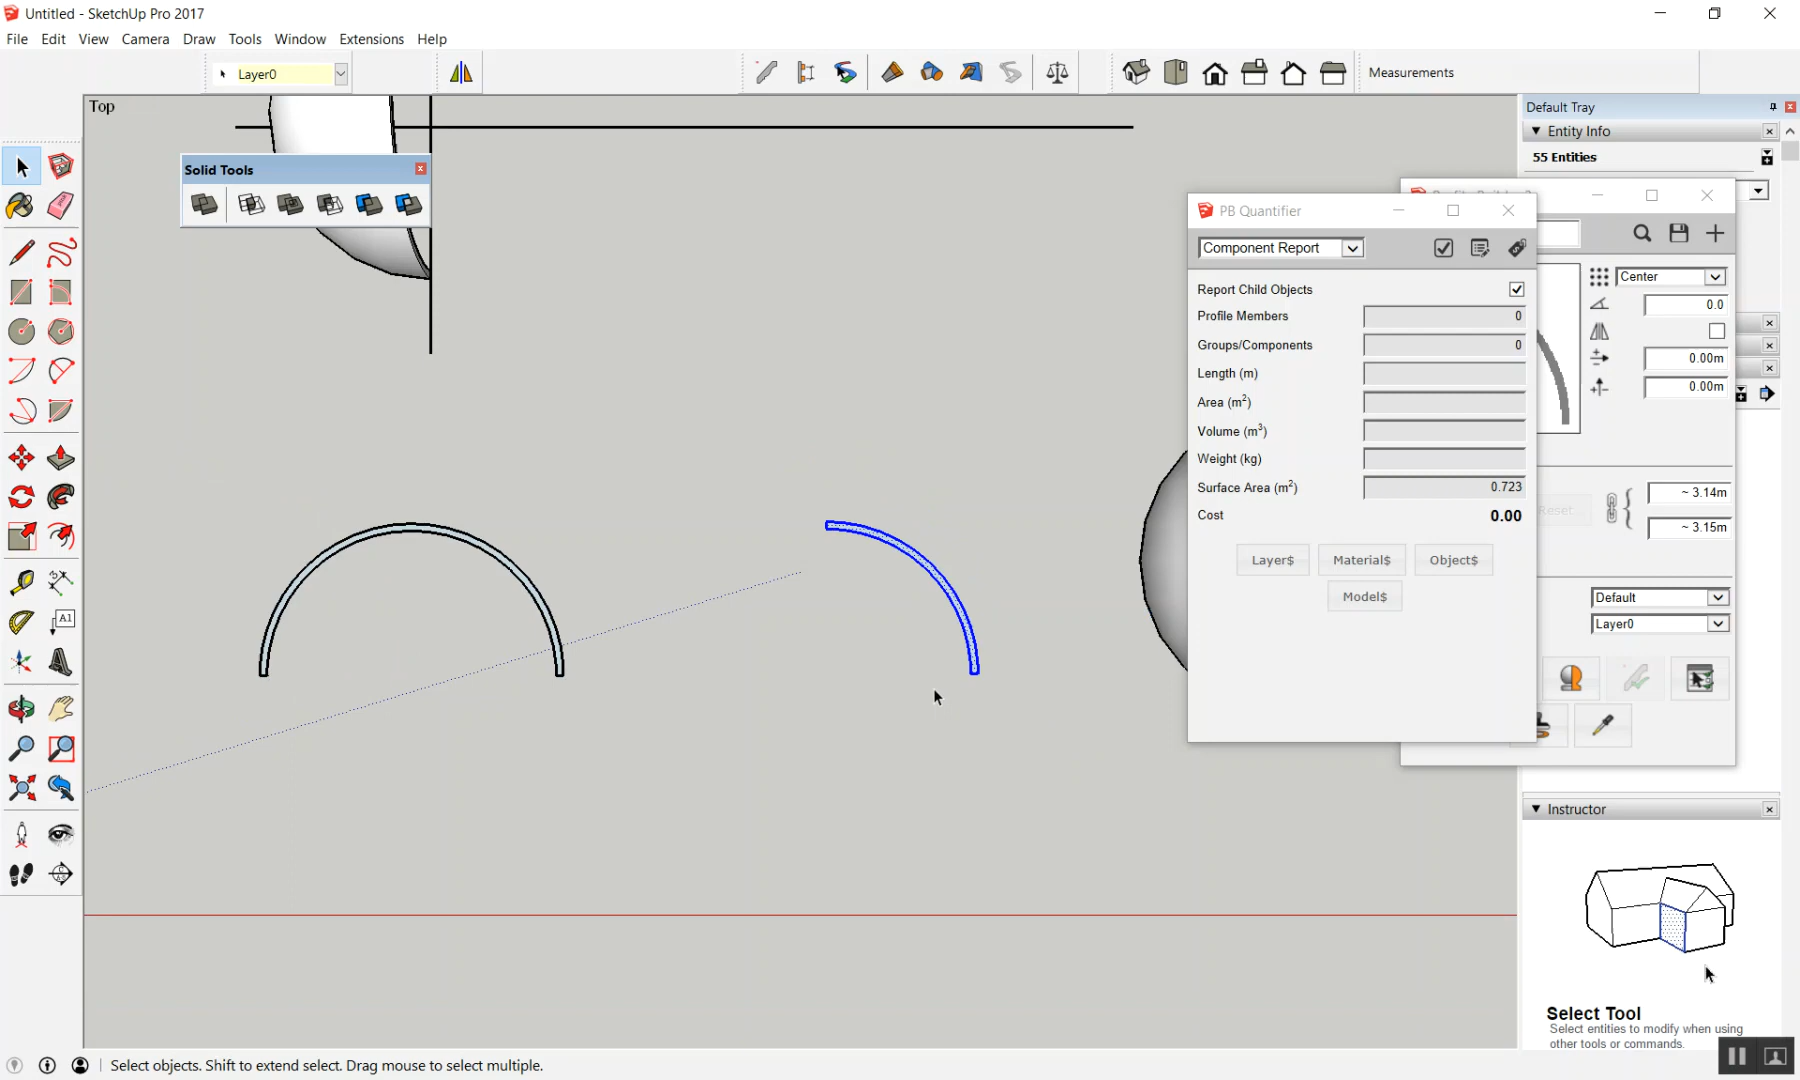 Untitled - SketchUp Pro 2017
File Edit View Camera Draw Tools Window Extensions Help
Layer0
Measurements
Top
Default Tray
Entity Info
55 Entities
Solid Tools
PB Quantifier
Component Report
Report Child Objects
Profile Members 0
Groups/Components 0
Length (m)
Area (m²)
Volume (m³)
Weight (kg)
Surface Area (m²) 0.723
Cost 0.00
Layer$ Material$ Object$
Model$
Center
0.0
0.00m
0.00m
~ 3.14m
Reset...
~ 3.15m
Default
Layer0
A1
Instructor
Select Tool
Select entities to modify when using
other tools or commands.
Select objects. Shift to extend select. Drag mouse to select multiple.